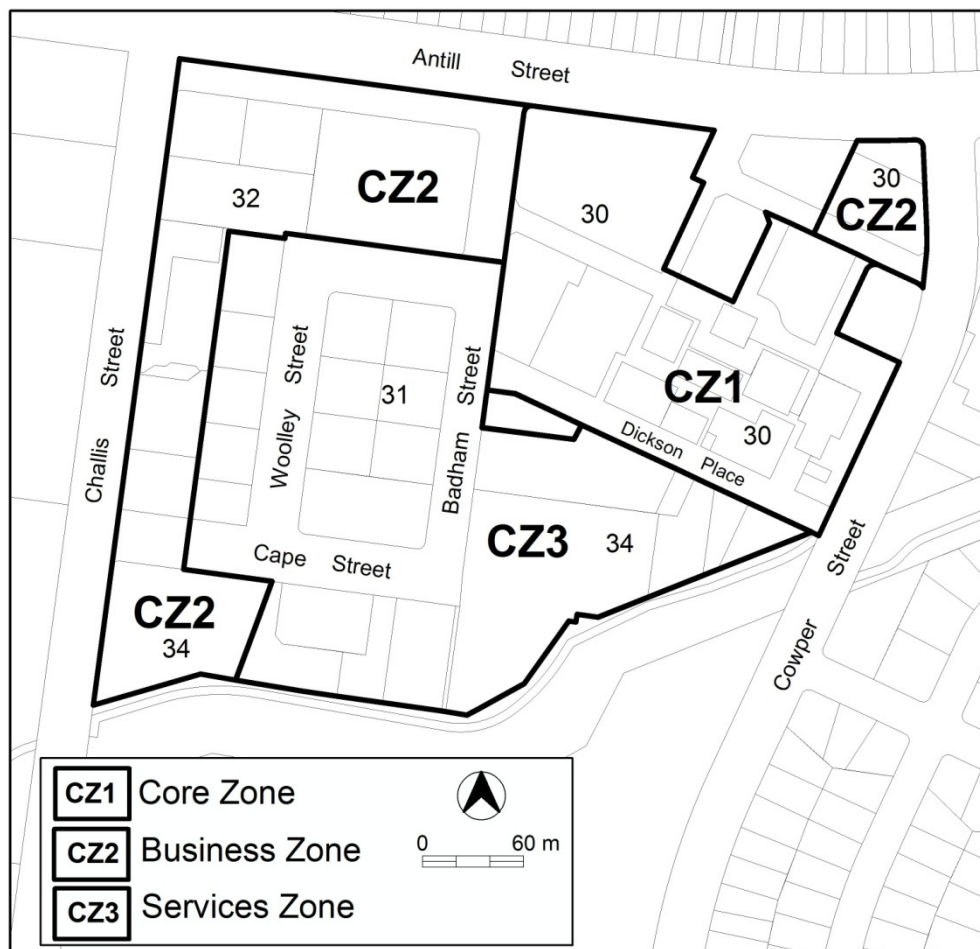 Antill Street
30
CZ2
CZ2
30
32
30
Challis Street
Woolley Street
31
Badham Street
CZ1
30
Dickson Place
CZ3
34
Cape Street
CZ2
34
Cowper Street
CZ1 Core Zone
CZ2 Business Zone
CZ3 Services Zone
0 60 m